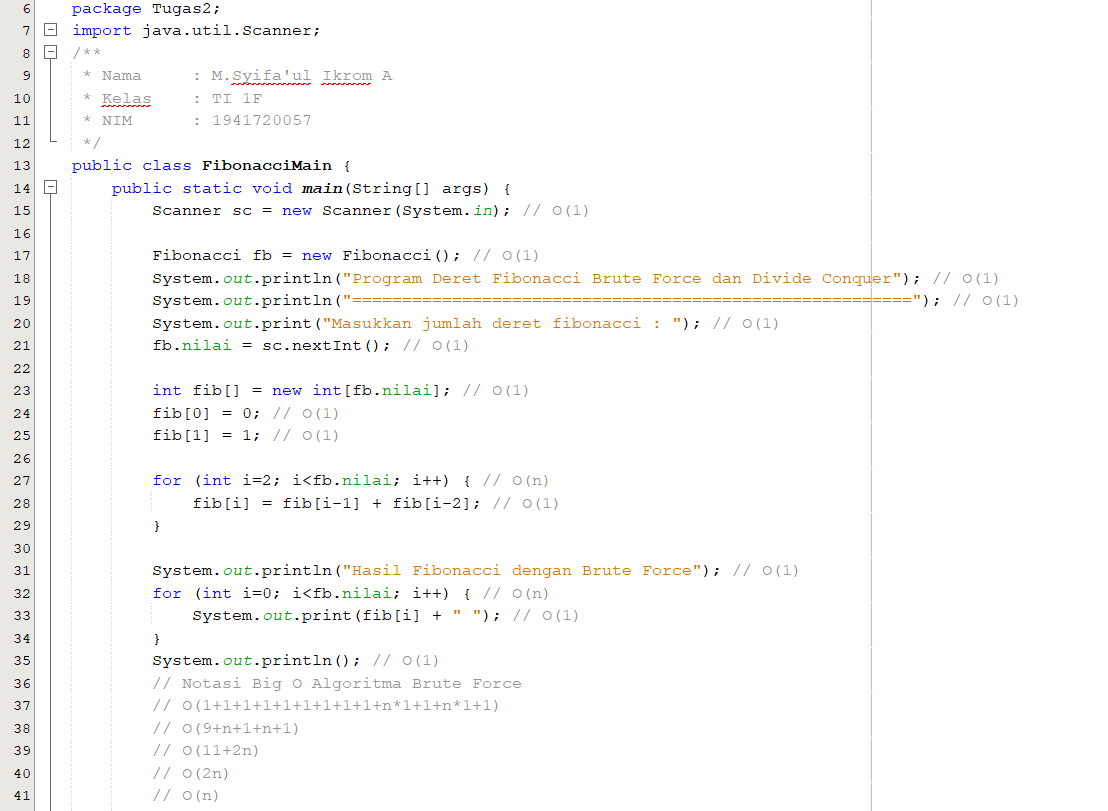 6 package Tugas2;
7 import java.util.Scanner;
8 /**
9 * Nama : M.Syifa'ul Ikrom A
10 * Kelas : TI 1F
11 * NIM : 1941720057
12 */
13 public class FibonacciMain {
14 public static void main(String[] args) {
15 Scanner sc = new Scanner(System.in); // O(1)
16
17 Fibonacci fb = new Fibonacci(); // O(1)
18 System.out.println("Program Deret Fibonacci Brute Force dan Divide Conquer"); // O(1)
19 System.out.println("========================================================"); // O(1)
20 System.out.print("Masukkan jumlah deret fibonacci : "); // O(1)
21 fb.nilai = sc.nextInt(); // O(1)
22
23 int fib[] = new int[fb.nilai]; // O(1)
24 fib[0] = 0; // O(1)
25 fib[1] = 1; // O(1)
26
27 for (int i=2; i<fb.nilai; i++) { // O(n)
28 fib[i] = fib[i-1] + fib[i-2]; // O(1)
29 }
30
31 System.out.println("Hasil Fibonacci dengan Brute Force"); // O(1)
32 for (int i=0; i<fb.nilai; i++) { // O(n)
33 System.out.print(fib[i] + " "); // O(1)
34 }
35 System.out.println(); // O(1)
36 // Notasi Big O Algoritma Brute Force
37 // O(1+1+1+1+1+1+1+1+1+n*1+1+n*1+1)
38 // O(9+n+1+n+1)
39 // O(11+2n)
40 // O(2n)
41 // O(n)